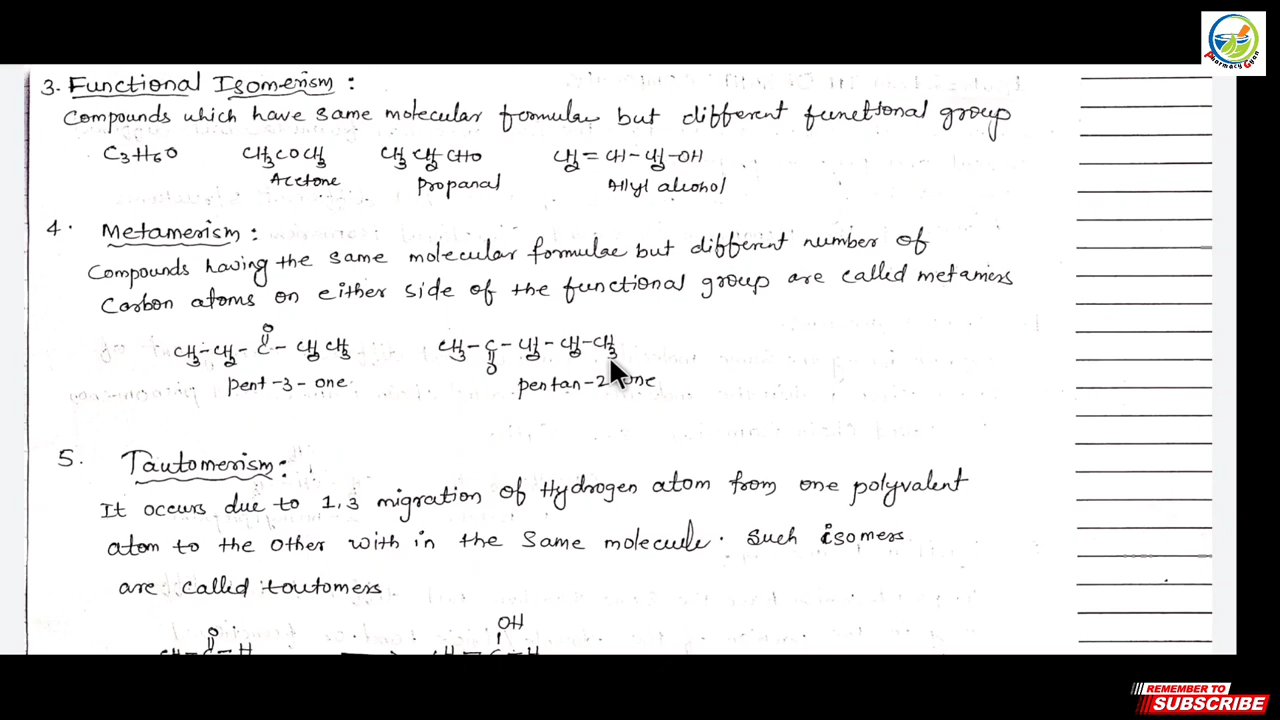 Pharmacy Gyan
3. Functional Isomerism :
Compounds which have same molecular formulae but different functional group
C3H6O CH3COCH3 CH3CH2CHO CH2=CH-CH2-OH
Acetone Propanal Allyl alcohol
4. Metamerism :
Compounds having the same molecular formulae but different number of
Carbon atoms on either side of the functional group are called metamers
O
CH3-CH2-C-CH2CH3 CH3-C-CH2-CH2-CH3
O
Pent-3-one Pentan-2-one
5. Tautomerism :
It occurs due to 1,3 migration of Hydrogen atom from one polyvalent
atom to the other with in the same molecule. Such isomers
are called toutomers
OH
O
REMEMBER TO
SUBSCRIBE